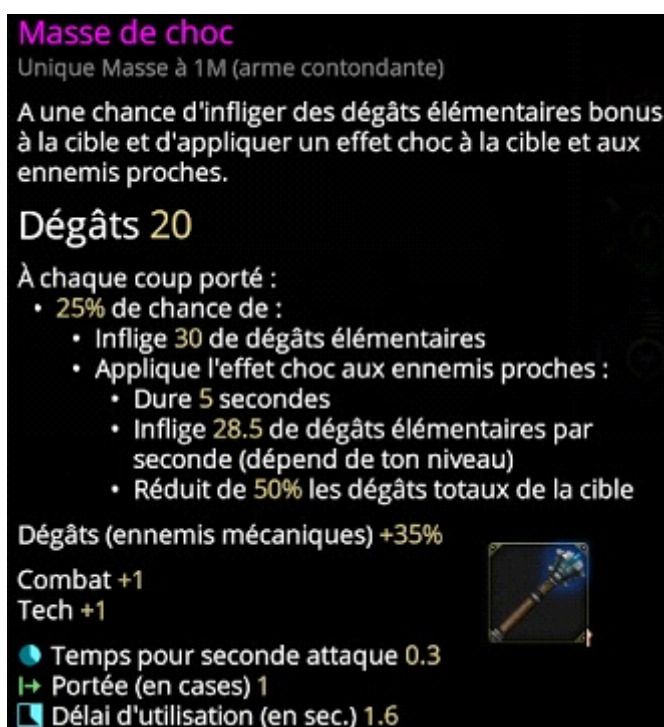 Masse de choc
Unique Masse à 1M (arme contondante)
A une chance d'infliger des dégâts élémentaires bonus
à la cible et d'appliquer un effet choc à la cible et aux
ennemis proches.
Dégâts 20
À chaque coup porté :
• 25% de chance de :
• Inflige 30 de dégâts élémentaires
• Applique l'effet choc aux ennemis proches :
• Dure 5 secondes
• Inflige 28.5 de dégâts élémentaires par
seconde (dépend de ton niveau)
• Réduit de 50% les dégâts totaux de la cible
Dégâts (ennemis mécaniques) +35%
Combat +1
Tech +1
Temps pour seconde attaque 0.3
Portée (en cases) 1
Délai d'utilisation (en sec.) 1.6